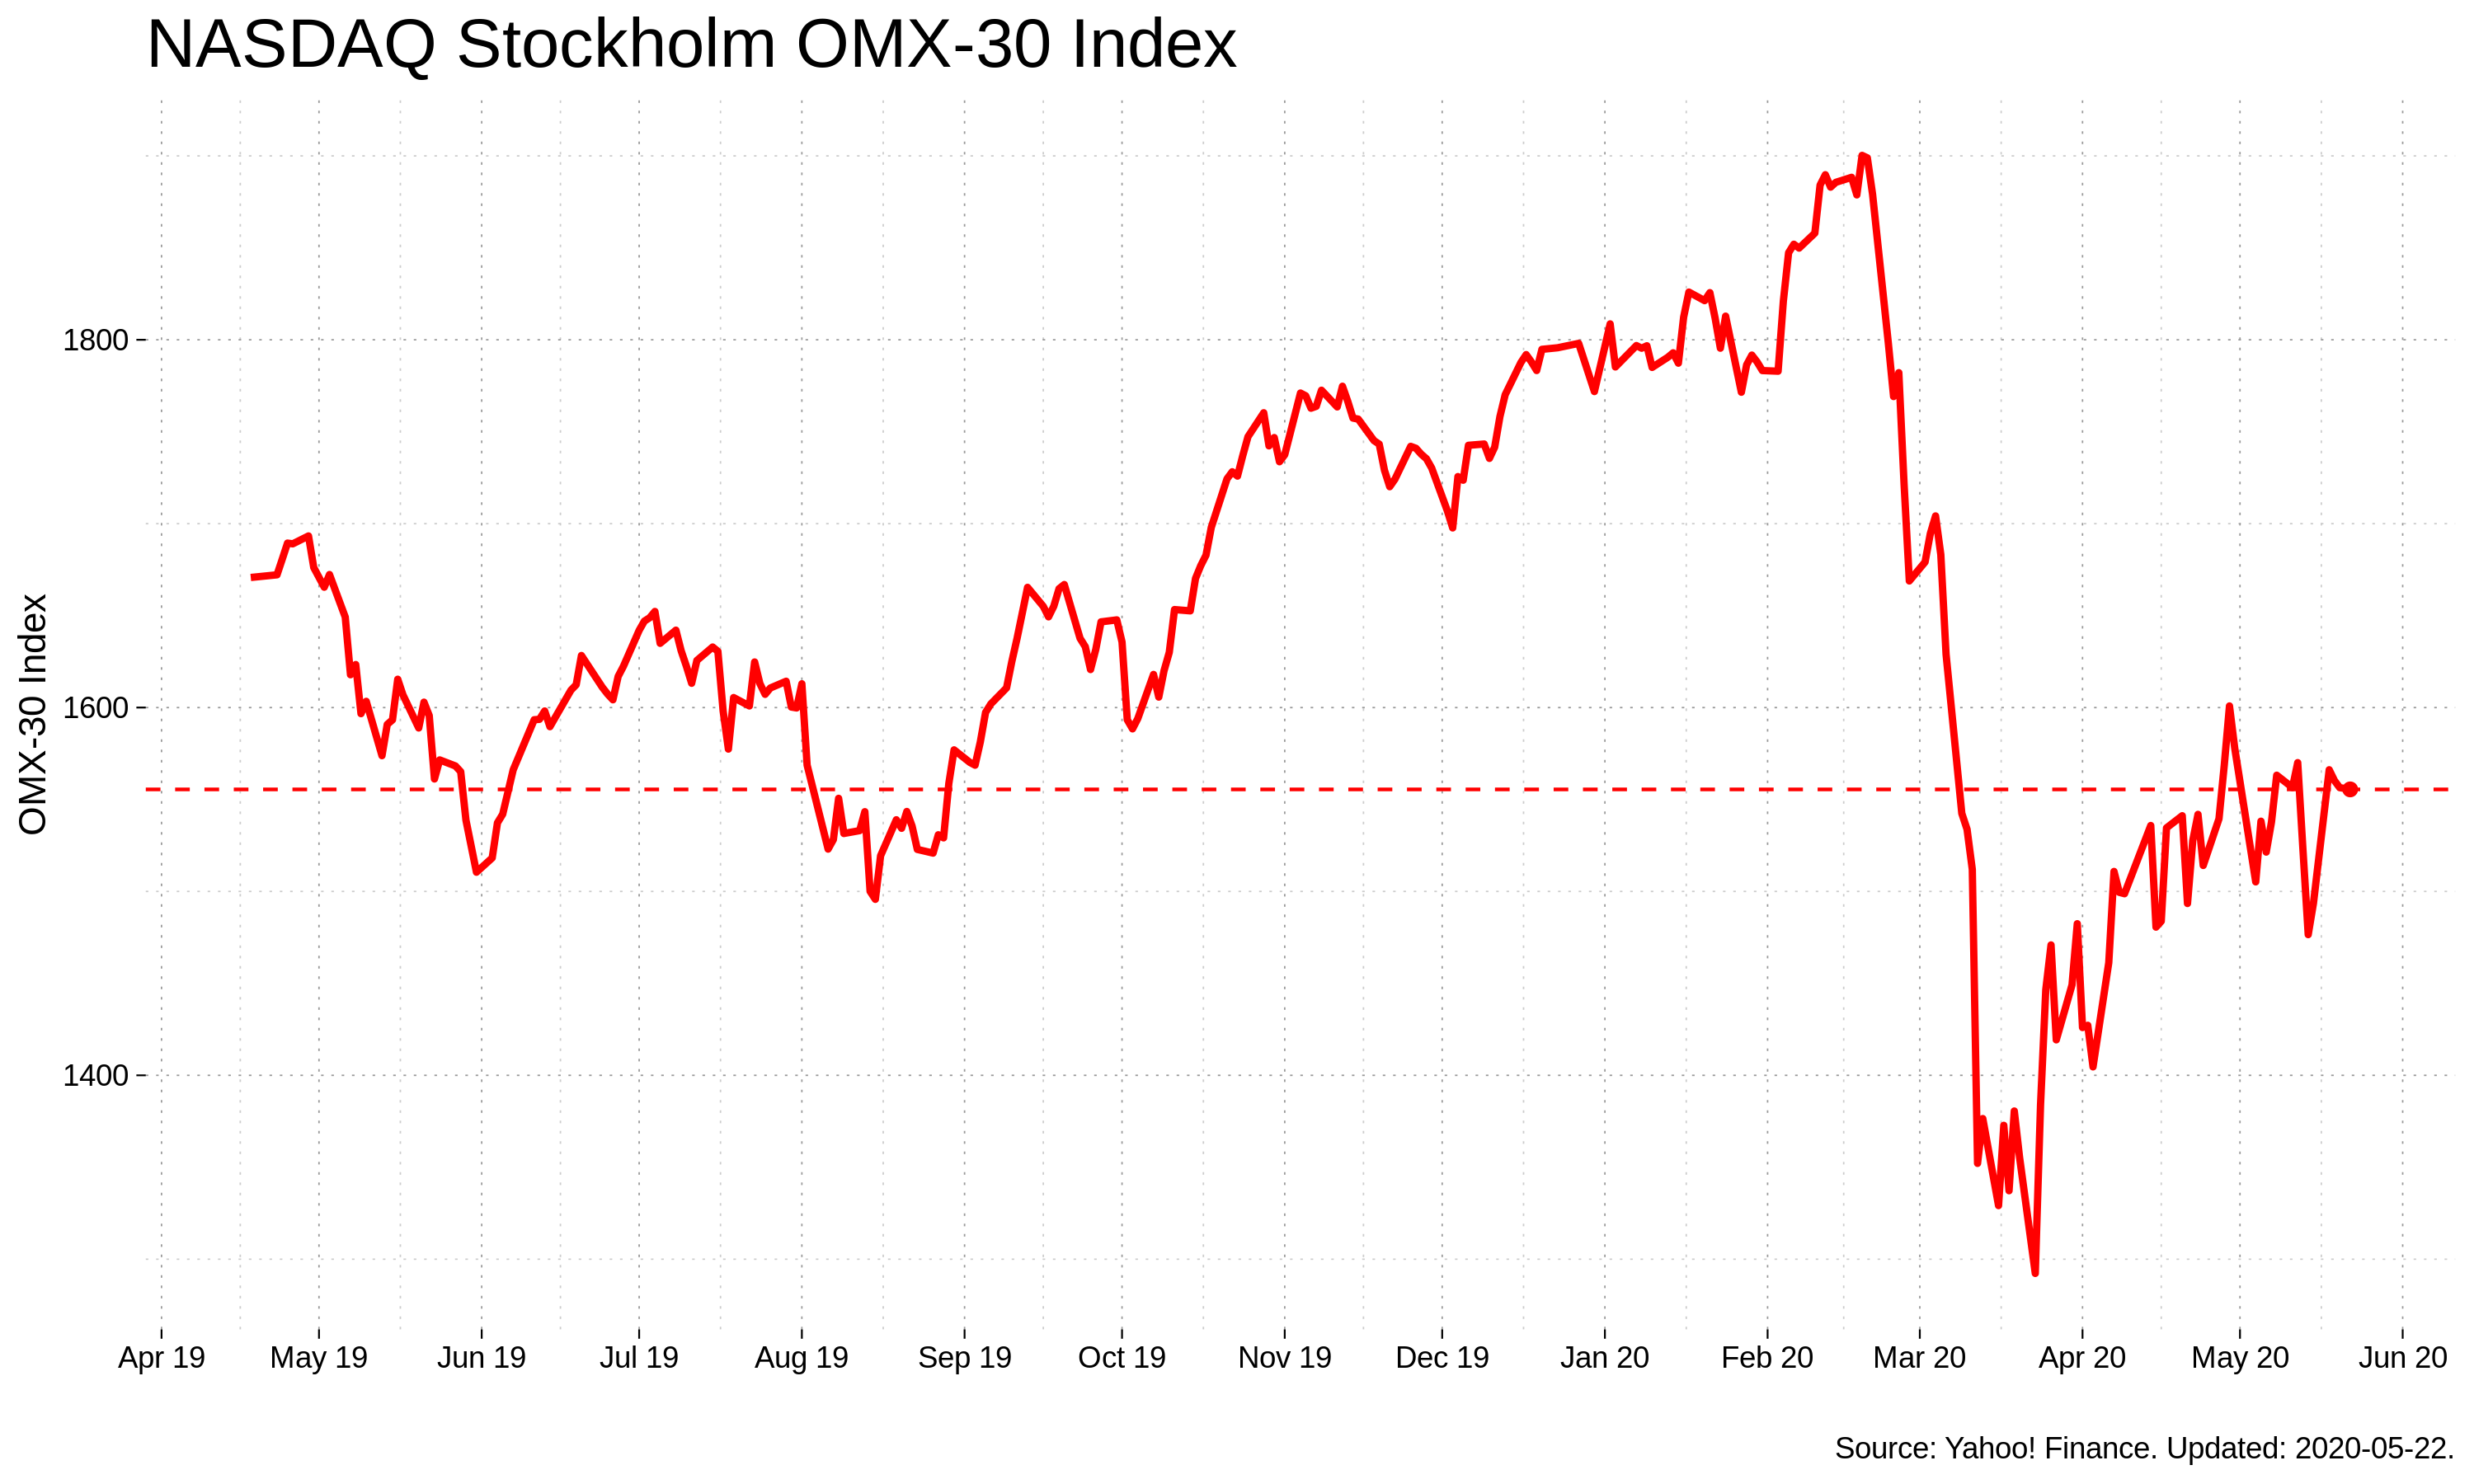 NASDAQ Stockholm OMX-30 Index
OMX-30 Index
1800
1600
1400
Apr 19 May 19 Jun 19 Jul 19 Aug 19 Sep 19 Oct 19 Nov 19 Dec 19 Jan 20 Feb 20 Mar 20 Apr 20 May 20 Jun 20
Source: Yahoo! Finance. Updated: 2020-05-22.